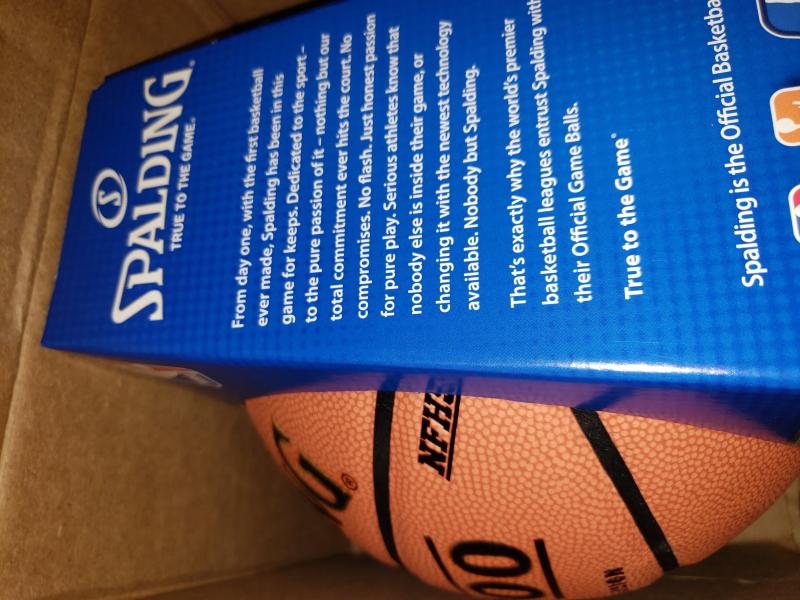 SPALDING®
TRUE TO THE GAME.®
From day one, with the first basketball
ever made, Spalding has been in this
game for keeps. Dedicated to the sport –
to the pure passion of it – nothing but our
total commitment ever hits the court. No
compromises. No flash. Just honest passion
for pure play. Serious athletes know that
nobody else is inside their game, or
changing it with the newest technology
available. Nobody but Spalding.
That's exactly why the world's premier
basketball leagues entrust Spalding with
their Official Game Balls.
True to the Game®
Spalding is the Official Basketba
G®
NFHS
00